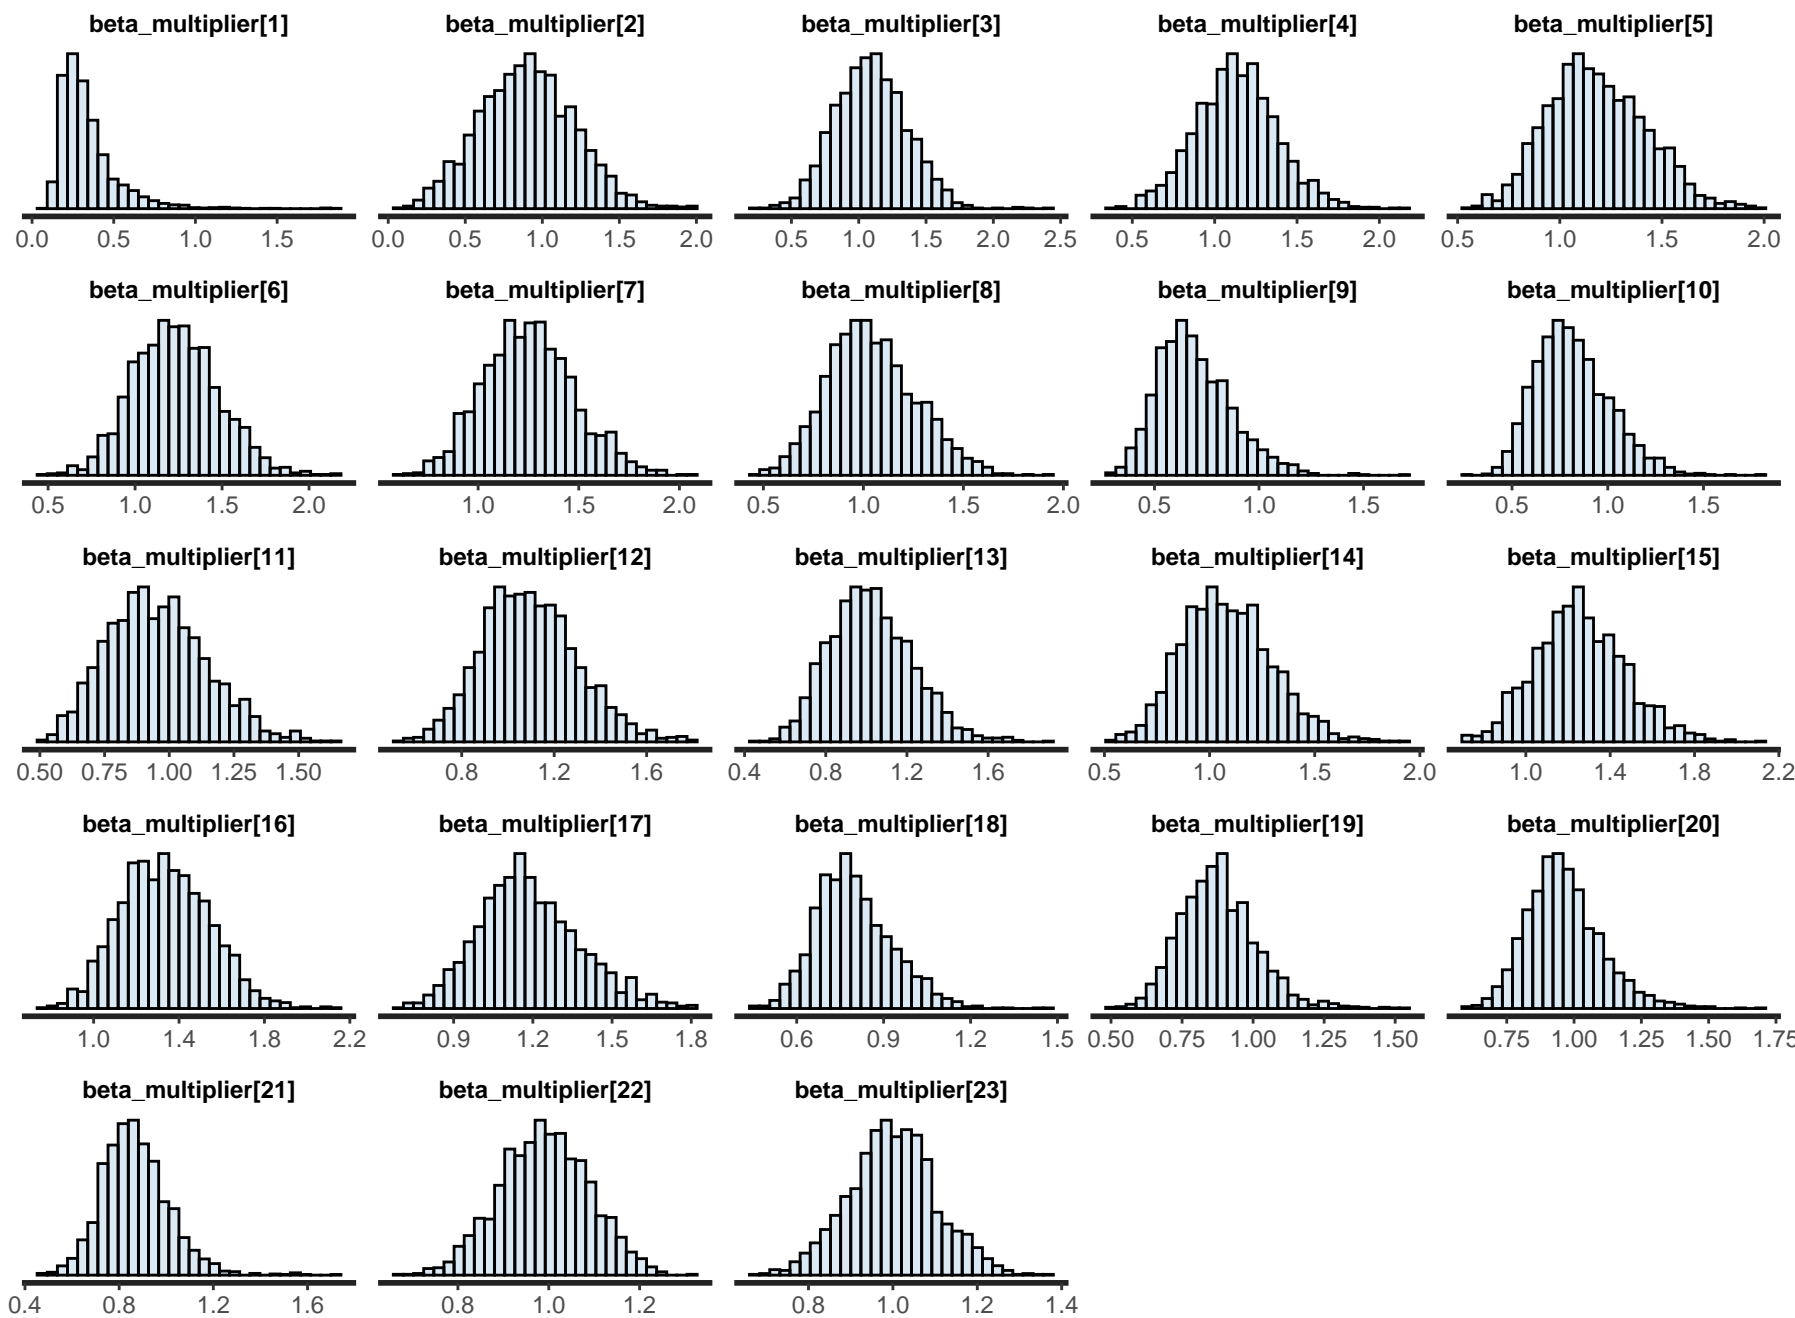 beta_multiplier[1] beta_multiplier[2] beta_multiplier[3] beta_multiplier[4] beta_multiplier[5]
0.0 0.5 1.0 1.5 0.0 0.5 1.0 1.5 2.0 0.5 1.0 1.5 2.0 2.5 0.5 1.0 1.5 2.0 0.5 1.0 1.5 2.0
beta_multiplier[6] beta_multiplier[7] beta_multiplier[8] beta_multiplier[9] beta_multiplier[10]
0.5 1.0 1.5 2.0 1.0 1.5 2.0 0.5 1.0 1.5 2.0 0.5 1.0 1.5 0.5 1.0 1.5
beta_multiplier[11] beta_multiplier[12] beta_multiplier[13] beta_multiplier[14] beta_multiplier[15]
0.50 0.75 1.00 1.25 1.50 0.8 1.2 1.6 0.4 0.8 1.2 1.6 0.5 1.0 1.5 2.0 1.0 1.4 1.8 2.2
beta_multiplier[16] beta_multiplier[17] beta_multiplier[18] beta_multiplier[19] beta_multiplier[20]
1.0 1.4 1.8 2.2 0.9 1.2 1.5 1.8 0.6 0.9 1.2 1.5 0.50 0.75 1.00 1.25 1.50 0.75 1.00 1.25 1.50 1.75
beta_multiplier[21] beta_multiplier[22] beta_multiplier[23]
0.4 0.8 1.2 1.6 0.8 1.0 1.2 0.8 1.0 1.2 1.4